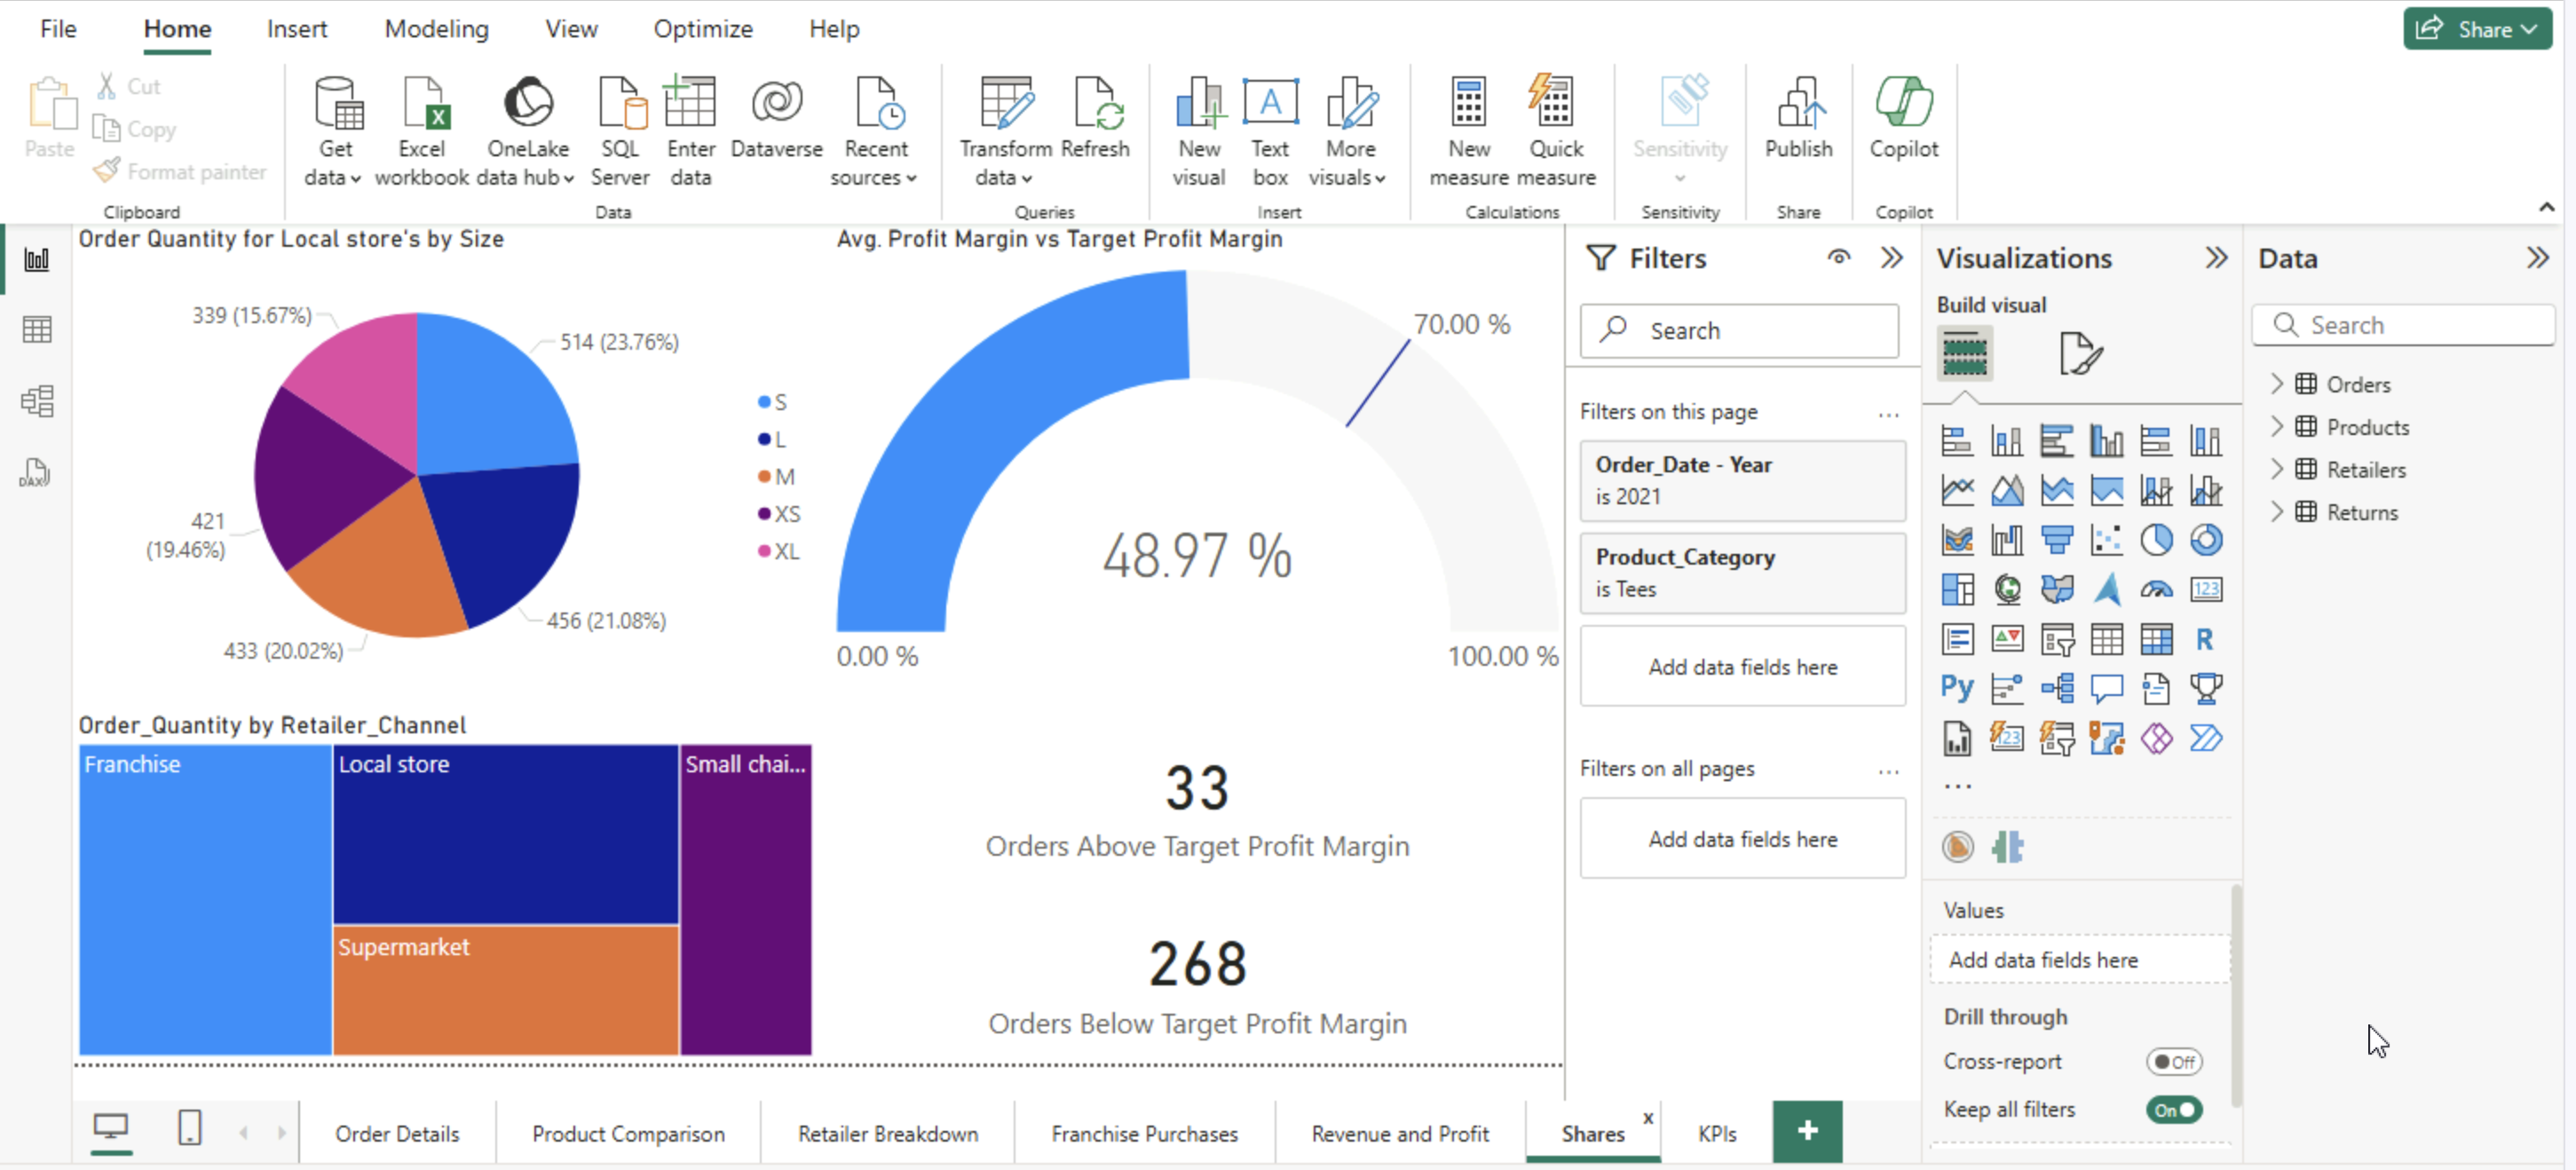 File Home Insert Modeling View Optimize Help Share
Paste
Cut
Copy
Format painter
Clipboard
Get data
Excel workbook
OneLake data hub
SQL Server
Enter data
Dataverse
Recent sources
Data
Transform data
Refresh
Queries
New visual
Text box
More visuals
Insert
New measure
Quick measure
Calculations
Sensitivity
Sensitivity
Publish
Share
Copilot
Copilot
Order Quantity for Local store's by Size
339 (15.67%)
514 (23.76%)
421
(19.46%)
456 (21.08%)
433 (20.02%)
S
L
M
XS
XL
Avg. Profit Margin vs Target Profit Margin
70.00 %
48.97 %
0.00 %
100.00 %
Order_Quantity by Retailer_Channel
Franchise
Local store
Small chai...
Supermarket
33
Orders Above Target Profit Margin
268
Orders Below Target Profit Margin
Filters
Search
Filters on this page ...
Order_Date - Year
is 2021
Product_Category
is Tees
Add data fields here
Filters on all pages ...
Add data fields here
Visualizations
Build visual
123
R
Py
123
...
Values
Add data fields here
Drill through
Cross-report Off
Keep all filters On
Data
Search
Orders
Products
Retailers
Returns
DAX
Order Details
Product Comparison
Retailer Breakdown
Franchise Purchases
Revenue and Profit
Shares x
KPIs
+